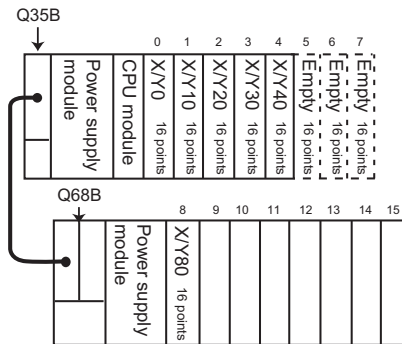 Q35B
0 1 2 3 4 5 6 7
Power supply
module
CPU module
X/Y0 16 points
X/Y10 16 points
X/Y20 16 points
X/Y30 16 points
X/Y40 16 points
Empty 16 points
Empty 16 points
Empty 16 points
Q68B
8 9 10 11 12 13 14 15
Power supply
module
X/Y80 16 points